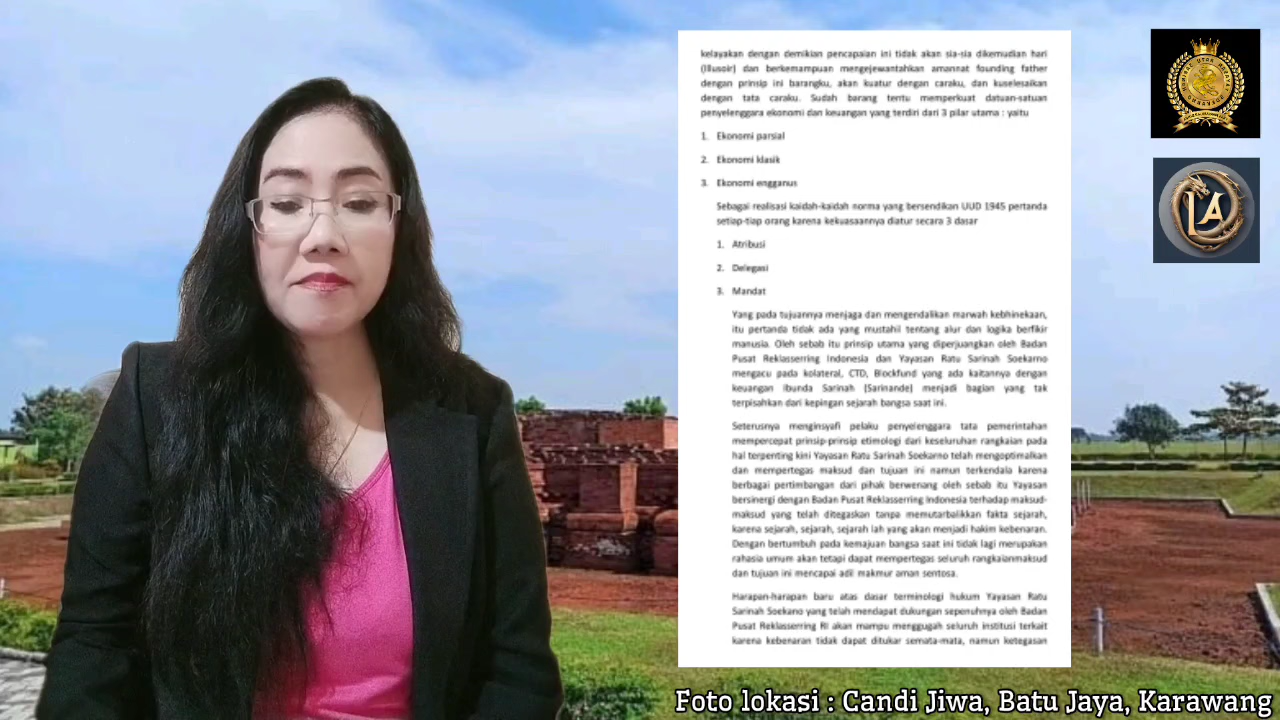 kelayakan dengan demikian pencapaian ini tidak akan sia-sia dikemudian hari
(Illusoir) dan berkemampuan mengejewantahkan amannat founding father
dengan prinsip ini barangku, akan kuatur dengan caraku, dan kuselesaikan
dengan tata caraku. Sudah barang tentu memperkuat datuan-satuan
penyelenggara ekonomi dan keuangan yang terdiri dari 3 pilar utama : yaitu
1. Ekonomi parsial
2. Ekonomi klasik
3. Ekonomi engganus
Sebagai realisasi kaidah-kaidah norma yang bersendikan UUD 1945 pertanda
setiap-tiap orang karena kekuasaannya diatur secara 3 dasar
1. Atribusi
2. Delegasi
3. Mandat
Yang pada tujuannya menjaga dan mengendalikan marwah kebhinekaan,
itu pertanda tidak ada yang mustahil tentang alur dan logika berfikir
manusia. Oleh sebab itu prinsip utama yang diperjuangkan oleh Badan
Pusat Reklasserring Indonesia dan Yayasan Ratu Sarinah Soekarno
mengacu pada kolateral, CTD, Blockfund yang ada kaitannya dengan
keuangan Ibunda Sarinah (Sarinande) menjadi bagian yang tak
terpisahkan dari kepingan sejarah bangsa saat ini.
Seterusnya menginsyafi pelaku penyelenggara tata pemerintahan
mempercepat prinsip-prinsip etimologi dari keseluruhan rangkaian pada
hal terpenting kini Yayasan Ratu Sarinah Soekarno telah mengoptimalkan
dan mempertegas maksud dan tujuan ini namun terkendala karena
berbagai pertimbangan dari pihak berwenang oleh sebab itu Yayasan
bersinergi dengan Badan Pusat Reklasserring Indonesia terhadap maksud-
maksud yang telah ditegaskan tanpa memutarbalikkan fakta sejarah,
karena sejarah, sejarah, sejarah lah yang akan menjadi hakim kebenaran.
Dengan bertumbuh pada kemajuan bangsa saat ini tidak lagi merupakan
rahasia umum akan tetapi dapat mempertegas seluruh rangkaianmaksud
dan tujuan ini mencapai adil makmur aman sentosa.
Harapan-harapan baru atas dasar terminologi hukum Yayasan Ratu
Sarinah Soekano yang telah mendapat dukungan sepenuhnya oleh Badan
Pusat Reklasserring RI akan mampu menggugah seluruh institusi terkait
karena kebenaran tidak dapat ditukar semata-mata, namun ketegasan
LA
Foto lokasi : Candi Jiwa, Batu Jaya, Karawang